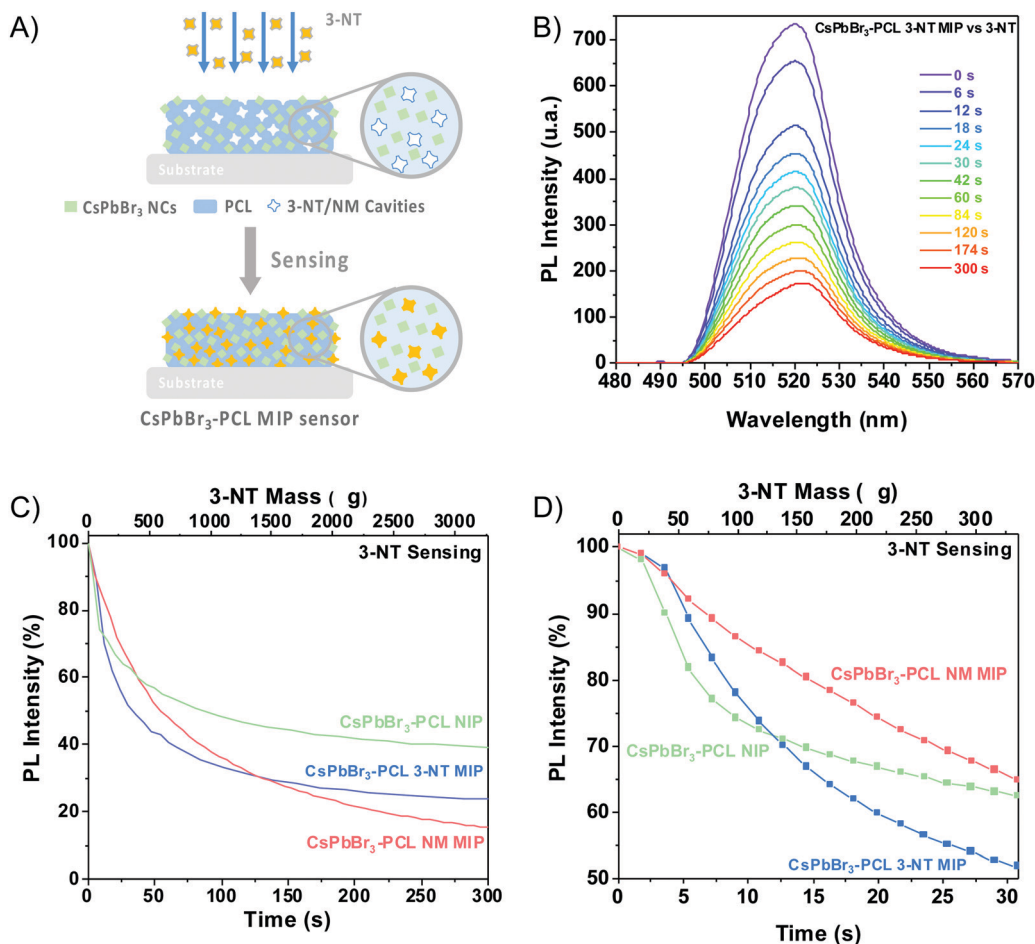 A)
3-NT
Substrate
CsPbBr₃ NCs PCL 3-NT/NM Cavities
Sensing
Substrate
CsPbBr₃-PCL MIP sensor
B)
CsPbBr₃-PCL 3-NT MIP vs 3-NT
PL Intensity (u.a.)
700
600
500
400
300
200
100
0
0 s
6 s
12 s
18 s
24 s
30 s
42 s
60 s
84 s
120 s
174 s
300 s
480 490 500 510 520 530 540 550 560 570
Wavelength (nm)
C)
3-NT Mass ( g)
0 500 1000 1500 2000 2500 3000
3-NT Sensing
PL Intensity (%)
100
80
60
40
20
0
CsPbBr₃-PCL NIP
CsPbBr₃-PCL 3-NT MIP
CsPbBr₃-PCL NM MIP
0 50 100 150 200 250 300
Time (s)
D)
3-NT Mass ( g)
0 50 100 150 200 250 300
3-NT Sensing
PL Intensity (%)
100
90
80
70
60
50
CsPbBr₃-PCL NM MIP
CsPbBr₃-PCL NIP
CsPbBr₃-PCL 3-NT MIP
0 5 10 15 20 25 30
Time (s)